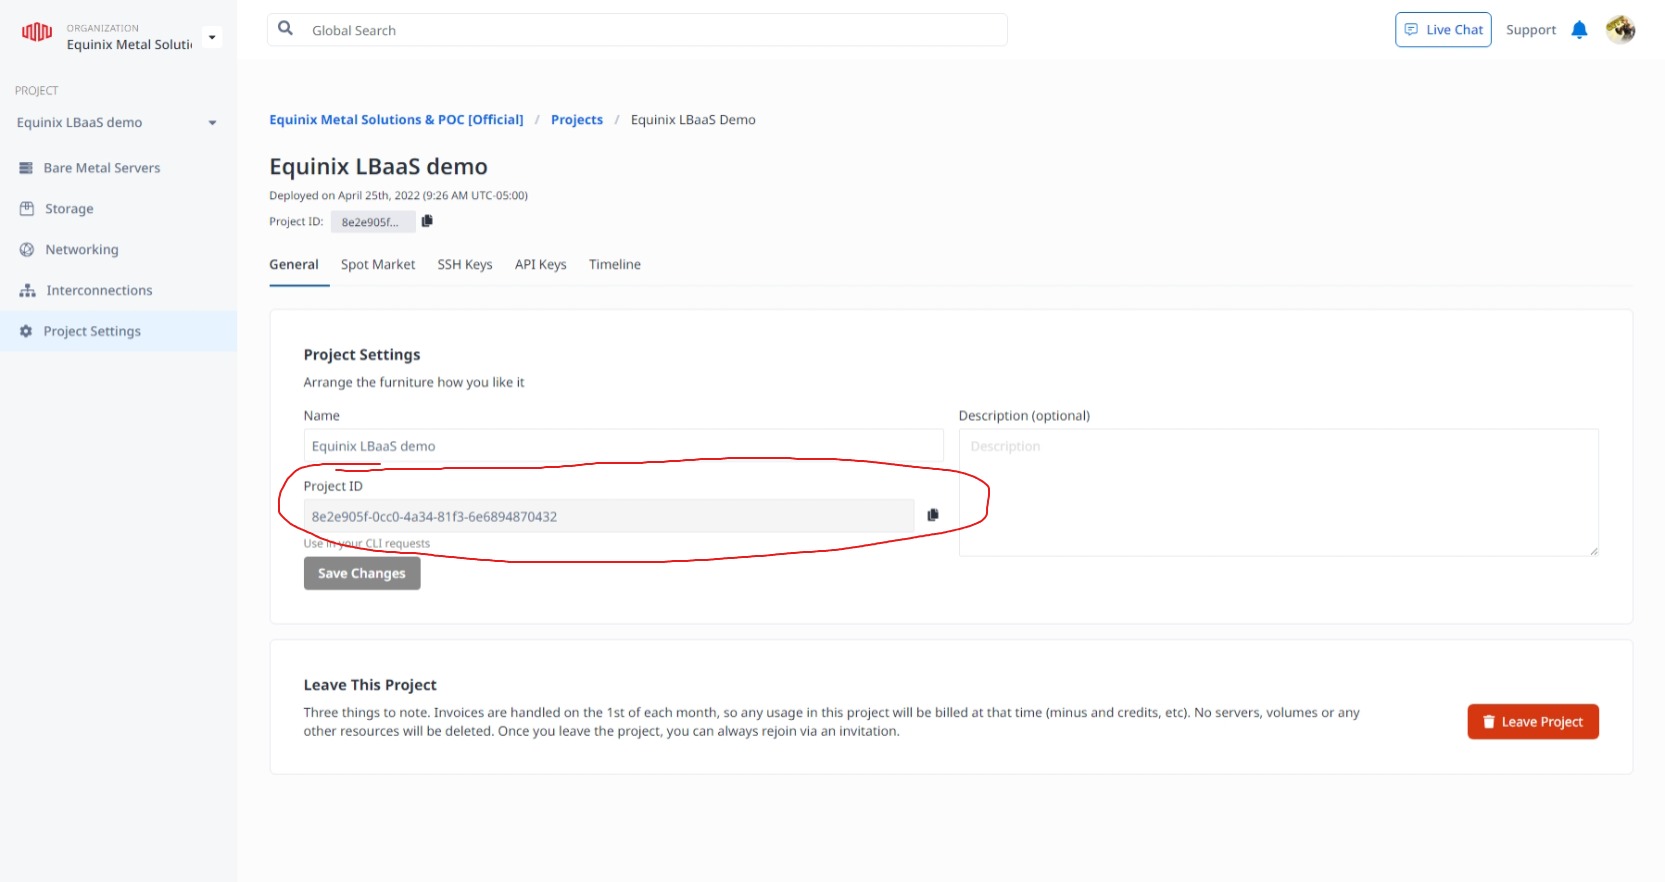 ORGANIZATION
Equinix Metal Soluti
Global Search
Live Chat
Support
PROJECT
Equinix LBaaS demo
Bare Metal Servers
Storage
Networking
Interconnections
Project Settings
Equinix Metal Solutions & POC [Official] / Projects / Equinix LBaaS Demo
Equinix LBaaS demo
Deployed on April 25th, 2022 (9:26 AM UTC-05:00)
Project ID: 8e2e905f...
General Spot Market SSH Keys API Keys Timeline
Project Settings
Arrange the furniture how you like it
Name
Equinix LBaaS demo
Project ID
8e2e905f-0cc0-4a34-81f3-6e6894870432
Use in your CLI requests
Save Changes
Description (optional)
Description
Leave This Project
Three things to note. Invoices are handled on the 1st of each month, so any usage in this project will be billed at that time (minus and credits, etc). No servers, volumes or any
other resources will be deleted. Once you leave the project, you can always rejoin via an invitation.
Leave Project